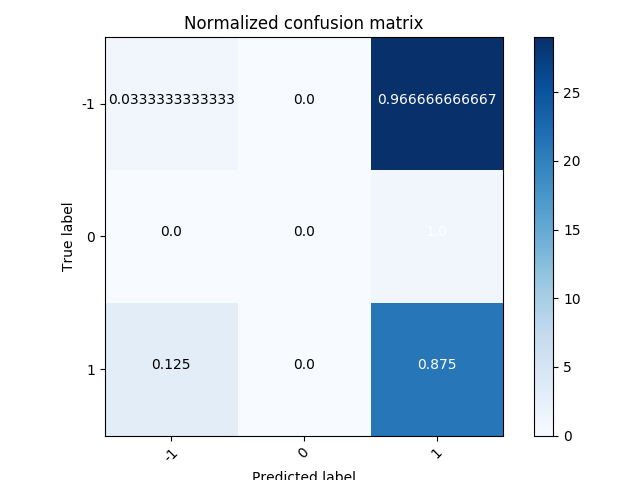 Normalized confusion matrix
-1 0.0333333333333 0.0 0.966666666667
0 0.0 0.0 1.0
1 0.125 0.0 0.875
-1 0 1
True label
Predicted label
25
20
15
10
5
0